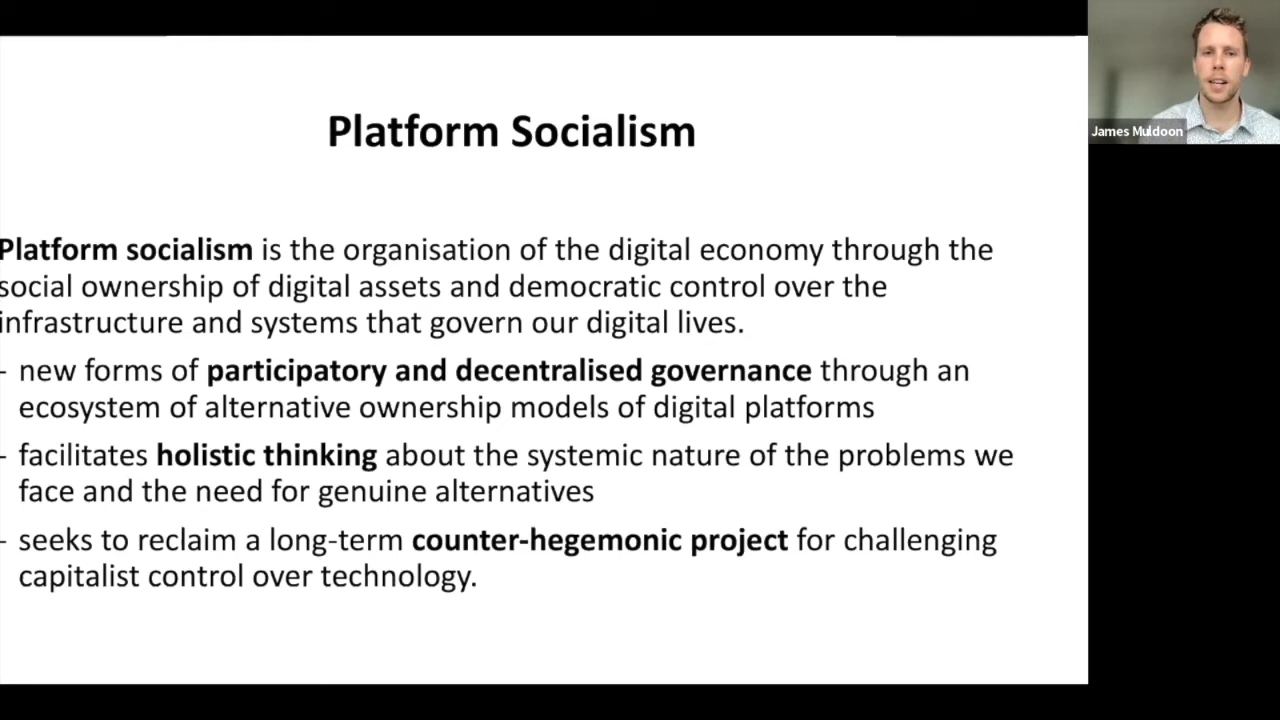 Platform Socialism
Platform socialism is the organisation of the digital economy through the
social ownership of digital assets and democratic control over the
infrastructure and systems that govern our digital lives.
- new forms of participatory and decentralised governance through an
ecosystem of alternative ownership models of digital platforms
- facilitates holistic thinking about the systemic nature of the problems we
face and the need for genuine alternatives
- seeks to reclaim a long-term counter-hegemonic project for challenging
capitalist control over technology.
James Muldoon